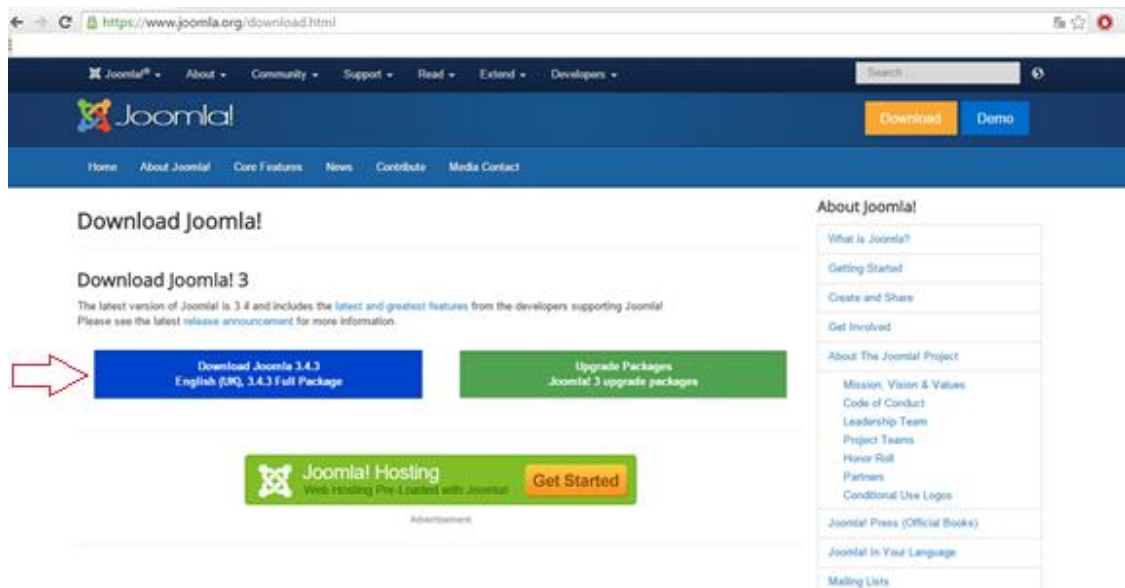 https://www.joomla.org/download.html
Joomla!® About Community Support Read Extend Developers
Search...
Joomla!
Download Demo
Home About Joomla! Core Features News Contribute Media Contact
Download Joomla!
Download Joomla! 3
The latest version of Joomla! is 3.4 and includes the latest and greatest features from the developers supporting Joomla!
Please see the latest release announcement for more information.
Download Joomla 3.4.3
English (UK), 3.4.3 Full Package
Upgrade Packages
Joomla! 3 upgrade packages
Joomla! Hosting
Web Hosting Pre-Loaded with Joomla!
Get Started
Advertisement
About Joomla!
What is Joomla?
Getting Started
Create and Share
Get Involved
About The Joomla! Project
Mission, Vision & Values
Code of Conduct
Leadership Team
Project Teams
Honor Roll
Partners
Conditional Use Logos
Joomla! Press (Official Books)
Joomla! In Your Language
Mailing Lists